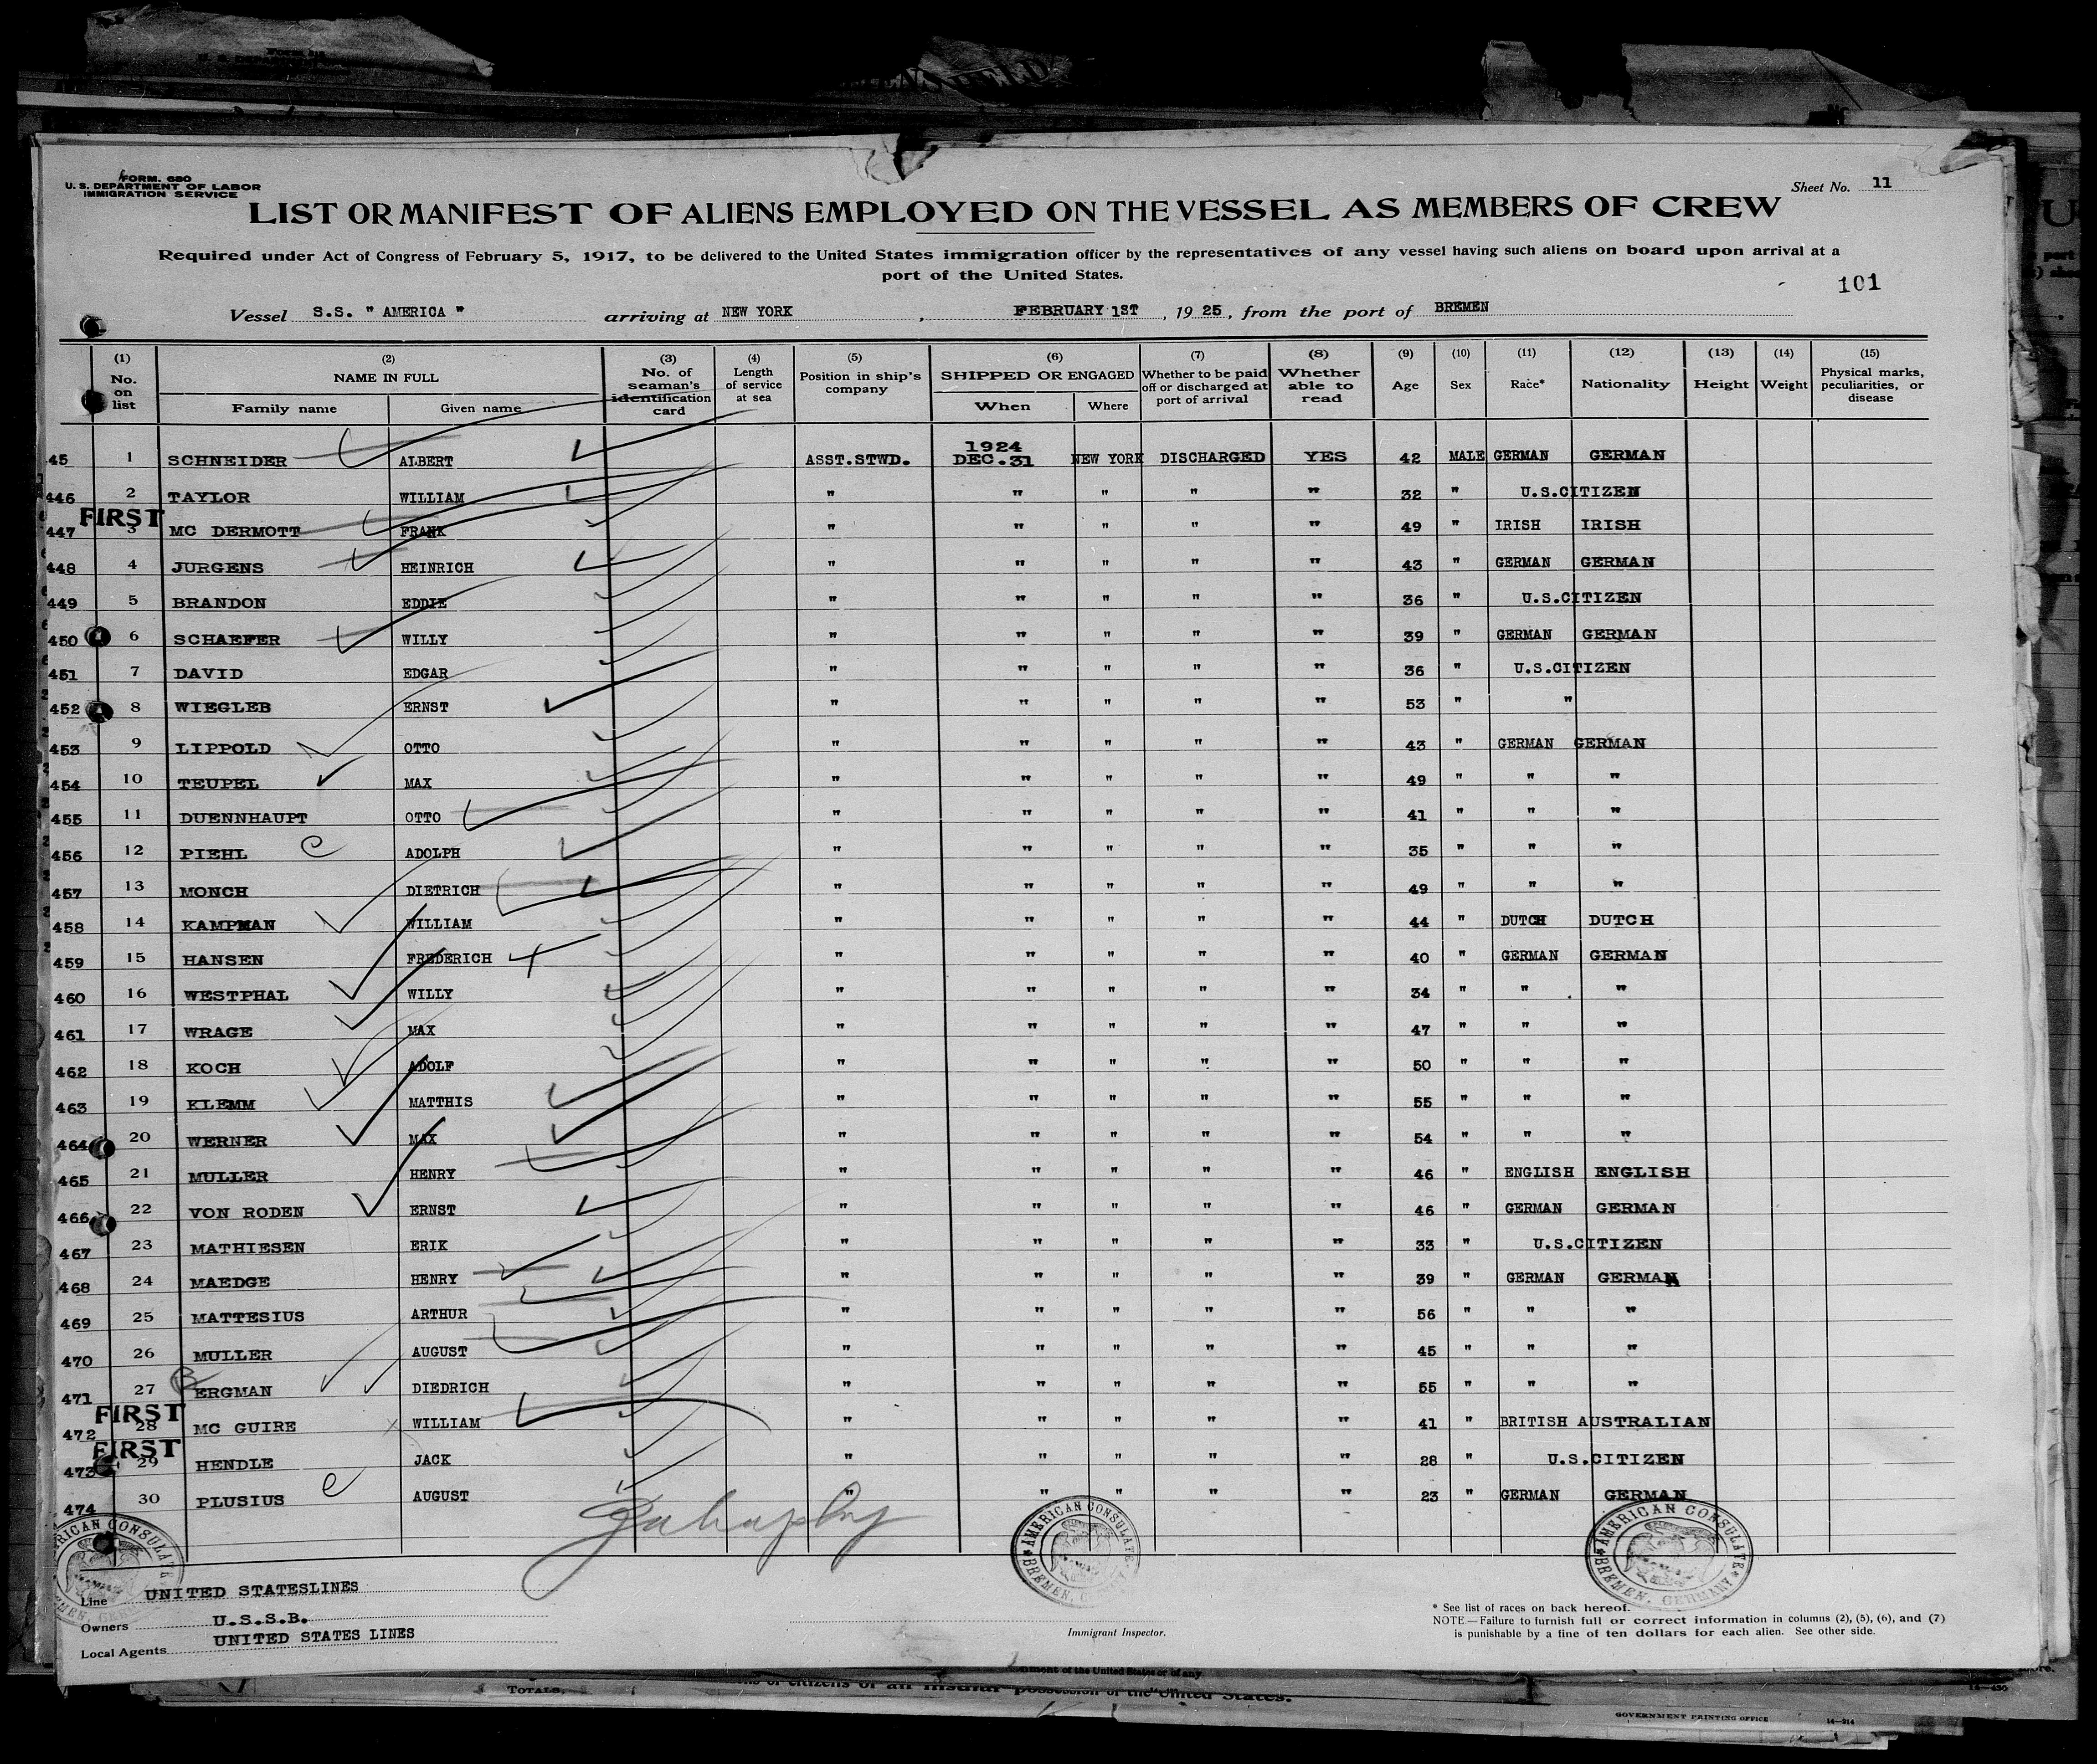 FORM. 680
U. S. DEPARTMENT OF LABOR
IMMIGRATION SERVICE
Sheet No. 11
LIST OR MANIFEST OF ALIENS EMPLOYED ON THE VESSEL AS MEMBERS OF CREW
Required under Act of Congress of February 5, 1917, to be delivered to the United States immigration officer by the representatives of any vessel having such aliens on board upon arrival at a
port of the United States.
101
Vessel S.S. " AMERICA " arriving at NEW YORK , FEBRUARY 1ST , 19 25 , from the port of BREMEN
(1) No. on list (2) NAME IN FULL Family name Given name (3) No. of seaman's identification card (4) Length of service at sea (5) Position in ship's company (6) SHIPPED OR ENGAGED When Where (7) Whether to be paid off or discharged at port of arrival (8) Whether able to read (9) Age (10) Sex (11) Race* (12) Nationality (13) Height (14) Weight (15) Physical marks, peculiarities, or disease
45 1 SCHNEIDER ALBERT ASST.STWD. 1924 DEC.31 NEW YORK DISCHARGED YES 42 MALE GERMAN GERMAN
446 2 TAYLOR WILLIAM " " " " " 32 " U.S.CITIZEN
FIRST
447 3 MC DERMOTT FRANK " " " " " 49 " IRISH IRISH
448 4 JURGENS HEINRICH " " " " " 43 " GERMAN GERMAN
449 5 BRANDON EDDIE " " " " " 36 " U.S.CITIZEN
450 6 SCHAEFER WILLY " " " " " 39 " GERMAN GERMAN
451 7 DAVID EDGAR " " " " " 36 " U.S.CITIZEN
452 8 WIEGLEB ERNST " " " " " 53 " "
453 9 LIPPOLD OTTO " " " " " 43 " GERMAN GERMAN
454 10 TEUPEL MAX " " " " " 49 " " "
455 11 DUENNHAUPT OTTO " " " " " 41 " " "
456 12 PIEHL ADOLPH " " " " " 35 " " "
457 13 MONCH DIETRICH " " " " " 49 " " "
458 14 KAMPMAN WILLIAM " " " " " 44 " DUTCH DUTCH
459 15 HANSEN FREDERICH " " " " " 40 " GERMAN GERMAN
460 16 WESTPHAL WILLY " " " " " 34 " " "
461 17 WRAGE MAX " " " " " 47 " " "
462 18 KOCH ADOLF " " " " " 50 " " "
463 19 KLEMM MATTHIS " " " " " 55 " " "
464 20 WERNER MAX " " " " " 54 " " "
465 21 MULLER HENRY " " " " " 46 " ENGLISH ENGLISH
466 22 VON RODEN ERNST " " " " " 46 " GERMAN GERMAN
467 23 MATHIESEN ERIK " " " " " 33 " U.S.CITIZEN
468 24 MAEDGE HENRY " " " " " 39 " GERMAN GERMAN
469 25 MATTESIUS ARTHUR " " " " " 56 " " "
470 26 MULLER AUGUST " " " " " 45 " " "
471 27 BERGMAN DIEDRICH " " " " " 55 " " "
FIRST
472 28 MC GUIRE WILLIAM " " " " " 41 " BRITISH AUSTRALIAN
FIRST
473 29 HENDLE JACK " " " " " 28 " U.S.CITIZEN
474 30 PLUSIUS AUGUST " " " " " 23 " GERMAN GERMAN
AMERICAN CONSULATE BREMEN, GERMANY
AMERICAN CONSULATE BREMEN, GERMANY
Line UNITED STATESLINES
Owners U.S.S.B.
Local Agents UNITED STATES LINES
Immigrant Inspector.
* See list of races on back hereof.
NOTE.—Failure to furnish full or correct information in columns (2), (5), (6), and (7)
is punishable by a fine of ten dollars for each alien. See other side.
TOTALS.
of the United States.
GOVERNMENT PRINTING OFFICE